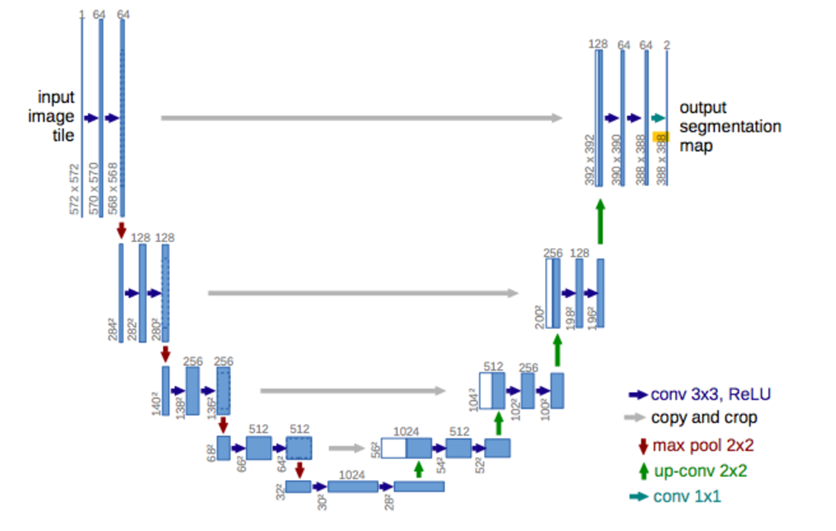 1 64 64
128 64 64 2
input
image
tile
output
segmentation
map
572 x 572
570 x 570
568 x 568
392 x 392
390 x 390
388 x 388
388 x 388
128 128
256 128
284²
282²
280²
200²
198²
196²
256 256
512 256
140²
138²
136²
104²
102²
100²
512 512
1024 512
68²
66²
64²
56²
54²
52²
1024
32²
30²
28²
conv 3x3, ReLU
copy and crop
max pool 2x2
up-conv 2x2
conv 1x1